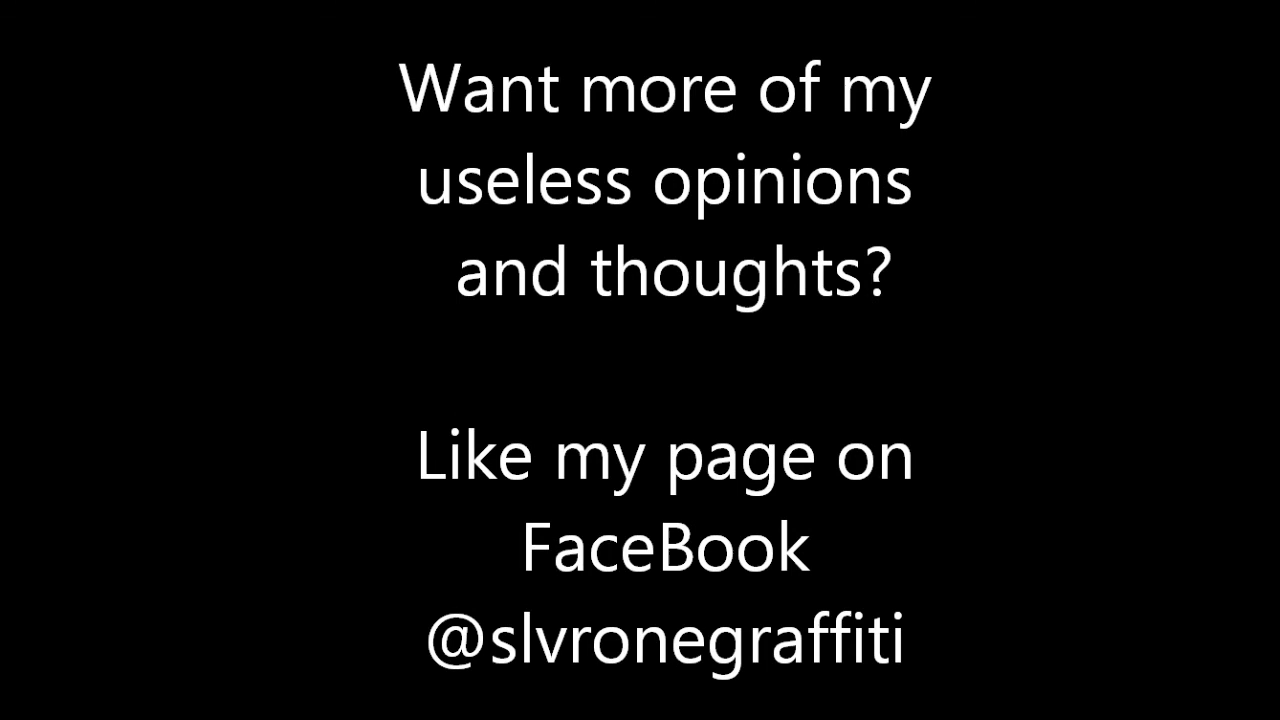 Want more of my
useless opinions
and thoughts?
Like my page on
FaceBook
@slvronegraffiti